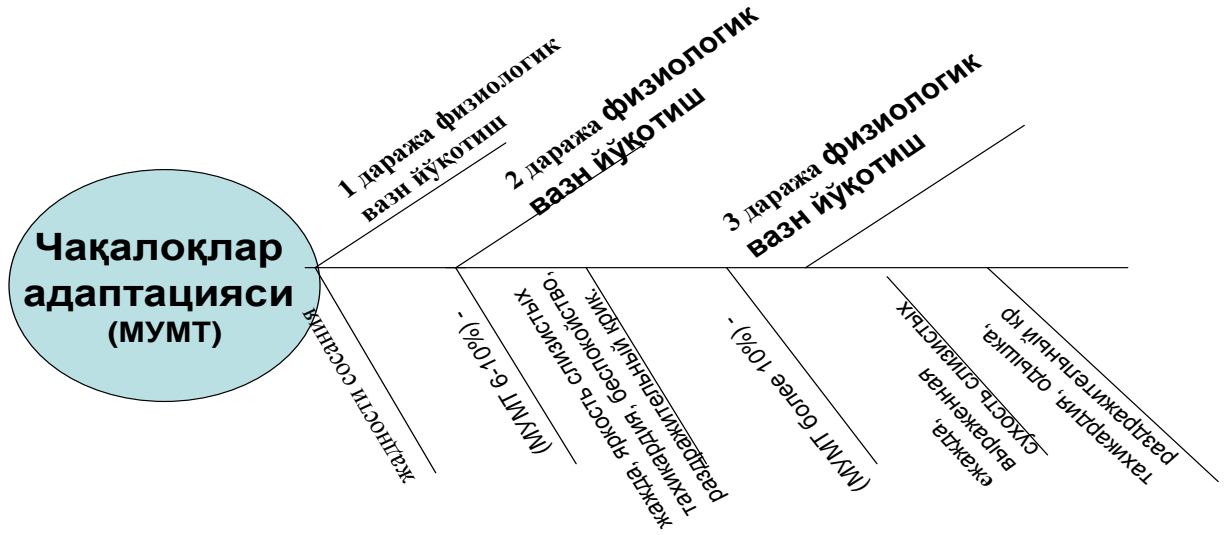 Чақалоқлар
адаптацияси
(МУМТ)
1 даража физиологик
вазн йўқотиш
2 даража физиологик
вазн йўқотиш
3 даража физиологик
вазн йўқотиш
жадности сосания
(МУМТ 6-10%) -
жажда, яркость слизистых
тахикардия, беспокойство,
раздражительный крик.
(МУМТ более 10%) -
ежажда,
выраженная
сухость слизистых
тахикардия, одышка,
раздражительный кр